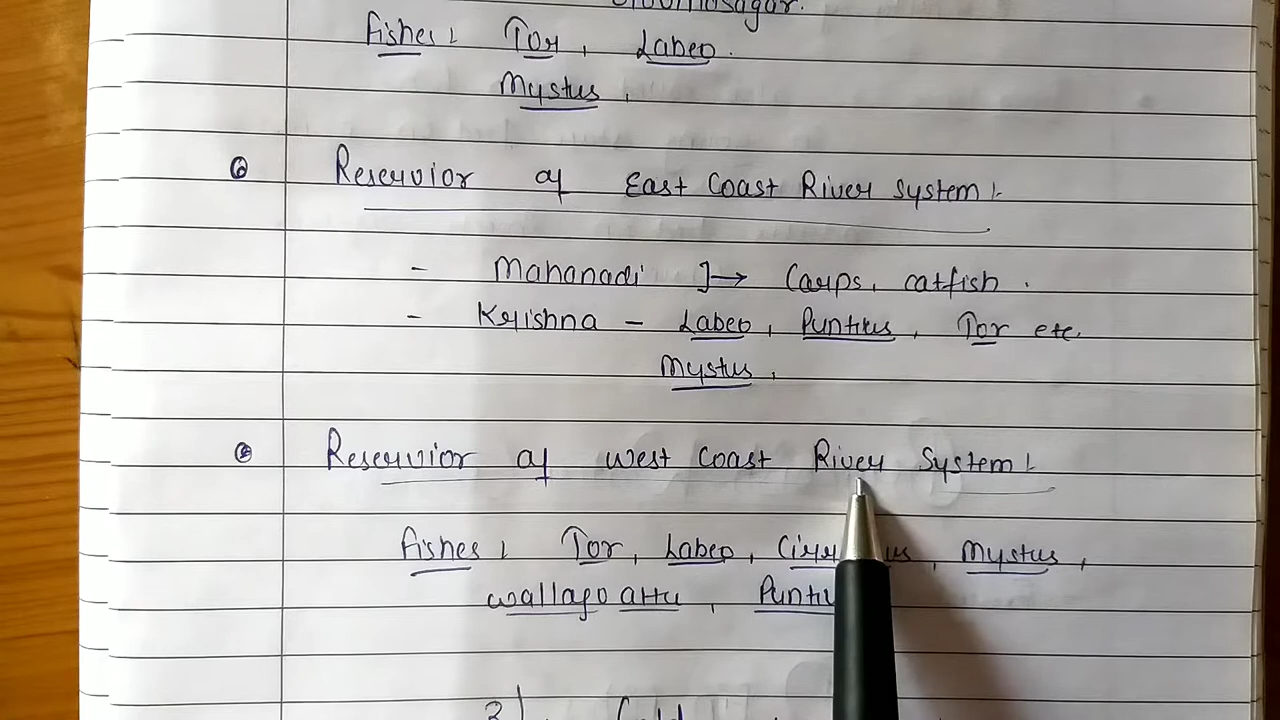 Fishes: Tor, Labeo.
Mystus,
Reservior of East Coast River System:
- Mahanadi ]→ Carps, catfish.
- Krishna - Labeo, Puntius, Tor etc.
Mystus,
Reservior of West Coast River System:
Fishes: Tor, Labeo, Mystus,
Wallago attu,
3)